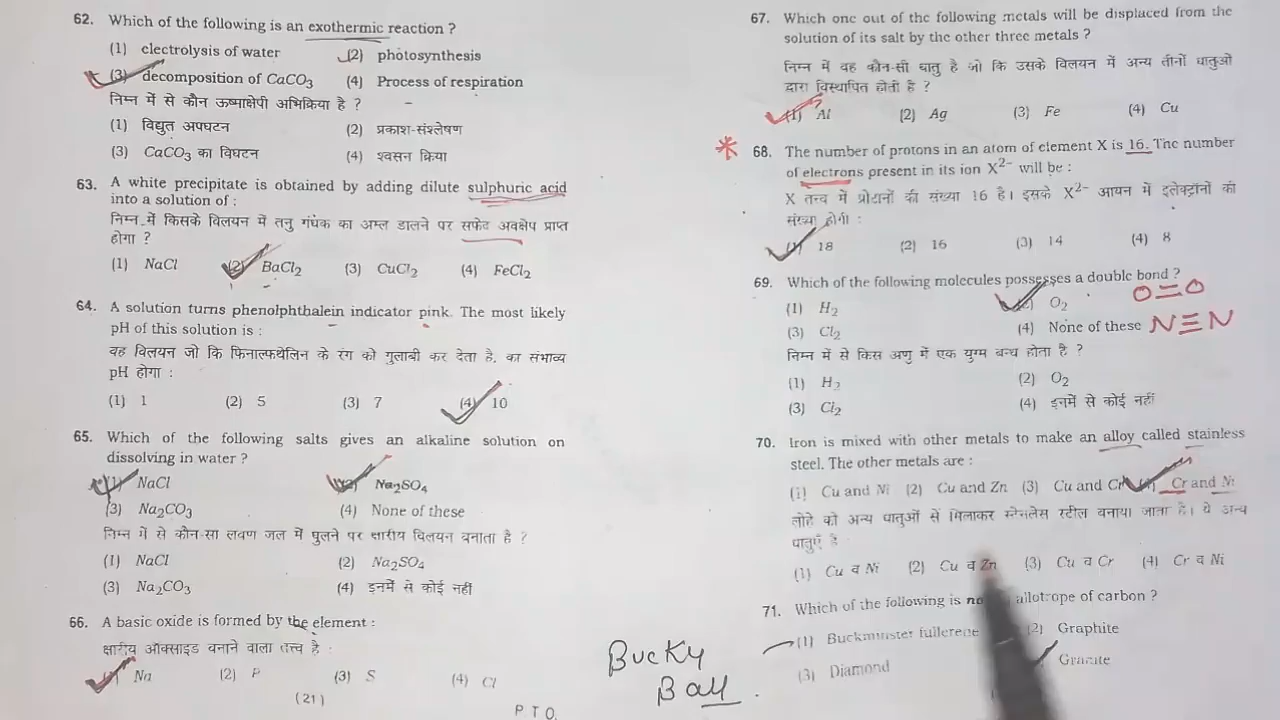 62. Which of the following is an exothermic reaction ?
(1) electrolysis of water (2) photosynthesis
(3) decomposition of CaCO3 (4) Process of respiration
निम्न में से कौन ऊष्माक्षेपी अभिक्रिया है ?
(1) विद्युत अपघटन (2) प्रकाश-संश्लेषण
(3) CaCO3 का विघटन (4) श्वसन क्रिया
63. A white precipitate is obtained by adding dilute sulphuric acid
into a solution of :
निम्न में किसके विलयन में तनु गंधक का अम्ल डालने पर सफेद अवक्षेप प्राप्त
होगा ?
(1) NaCl (2) BaCl2 (3) CuCl2 (4) FeCl2
64. A solution turns phenolphthalein indicator pink. The most likely
pH of this solution is :
वह विलयन जो कि फिनाल्फथेलिन के रंग को गुलाबी कर देता है, का संभाव्य
pH होगा :
(1) 1 (2) 5 (3) 7 (4) 10
65. Which of the following salts gives an alkaline solution on
dissolving in water ?
(1) NaCl (2) Na2SO4
(3) Na2CO3 (4) None of these
निम्न में से कौन-सा लवण जल में घुलने पर क्षारीय विलयन बनाता है ?
(1) NaCl (2) Na2SO4
(3) Na2CO3 (4) इनमें से कोई नहीं
66. A basic oxide is formed by the element :
क्षारीय ऑक्साइड बनाने वाला तत्त्व है :
Na (2) P (3) S (4) Cl
(21)
P T O.
Bucky
Ball
67. Which one out of the following metals will be displaced from the
solution of its salt by the other three metals ?
निम्न में वह कौन-सी धातु है जो कि उसके विलयन में अन्य तीनों धातुओं
द्वारा विस्थापित होती है ?
(1) Al (2) Ag (3) Fe (4) Cu
68. The number of protons in an atom of element X is 16. The number
of electrons present in its ion X2− will be :
X तत्त्व में प्रोटानों की संख्या 16 है। इसके X2− आयन में इलेक्ट्रॉनों की
संख्या होगी :
(1) 18 (2) 16 (3) 14 (4) 8
69. Which of the following molecules possesses a double bond ?
(1) H2 (2) O2 O=O
(3) Cl2 (4) None of these N≡N
निम्न में से किस अणु में एक युग्म बन्ध होता है ?
(1) H2 (2) O2
(3) Cl2 (4) इनमें से कोई नहीं
70. Iron is mixed with other metals to make an alloy called stainless
steel. The other metals are :
(1) Cu and Ni (2) Cu and Zn (3) Cu and Cr Cr and Ni
लोहे को अन्य धातुओं से मिलाकर स्टेनलेस स्टील बनाया जाता है। ये अन्य
धातुएँ है :
(1) Cu व Ni (2) Cu व Zn (3) Cu व Cr (4) Cr व Ni
71. Which of the following is allotrope of carbon ?
(1) Buckminster fullerene (2) Graphite
(3) Diamond Granite